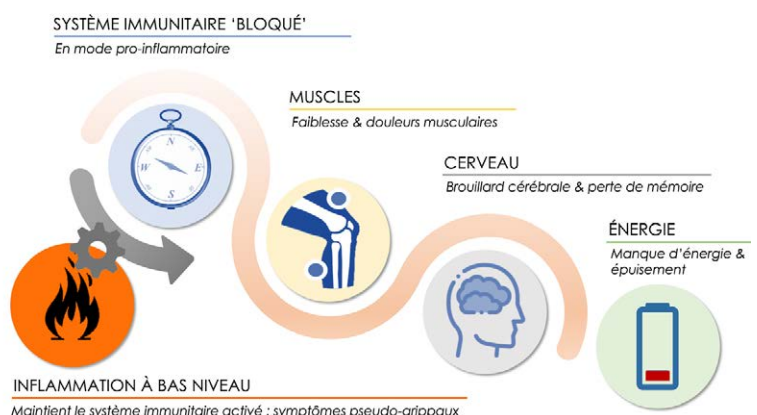 SYSTÈME IMMUNITAIRE ‘BLOQUÉ’
En mode pro-inflammatoire
MUSCLES
Faiblesse & douleurs musculaires
CERVEAU
Brouillard cérébrale & perte de mémoire
ÉNERGIE
Manque d’énergie &
épuisement
N
W
E
S
INFLAMMATION À BAS NIVEAU
Maintient le système immunitaire activé : symptômes pseudo-grippaux